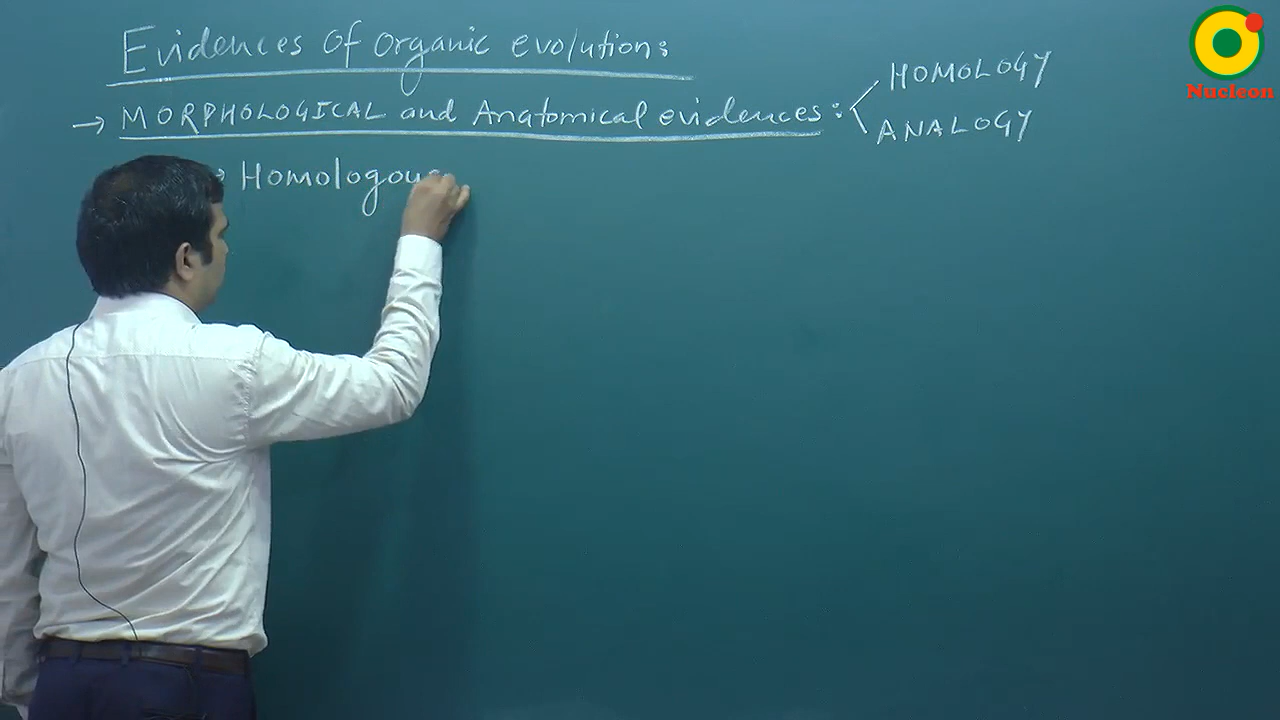 Evidences of organic evolution:
→ MORPHOLOGICAL and Anatomical evidences :
HOMOLOGY
ANALOGY
Homologous
Nucleon